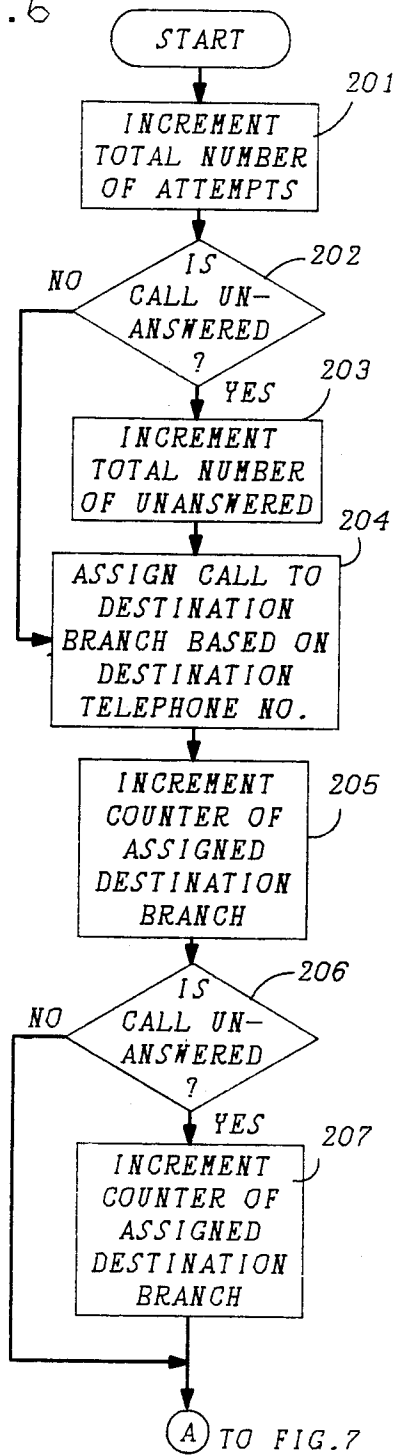 .6
START
201
INCREMENT
TOTAL NUMBER
OF ATTEMPTS
202
IS
CALL UN-
ANSWERED
?
NO
YES
203
INCREMENT
TOTAL NUMBER
OF UNANSWERED
204
ASSIGN CALL TO
DESTINATION
BRANCH BASED ON
DESTINATION
TELEPHONE NO.
205
INCREMENT
COUNTER OF
ASSIGNED
DESTINATION
BRANCH
206
IS
CALL UN-
ANSWERED
?
NO
YES
207
INCREMENT
COUNTER OF
ASSIGNED
DESTINATION
BRANCH
A TO FIG.7